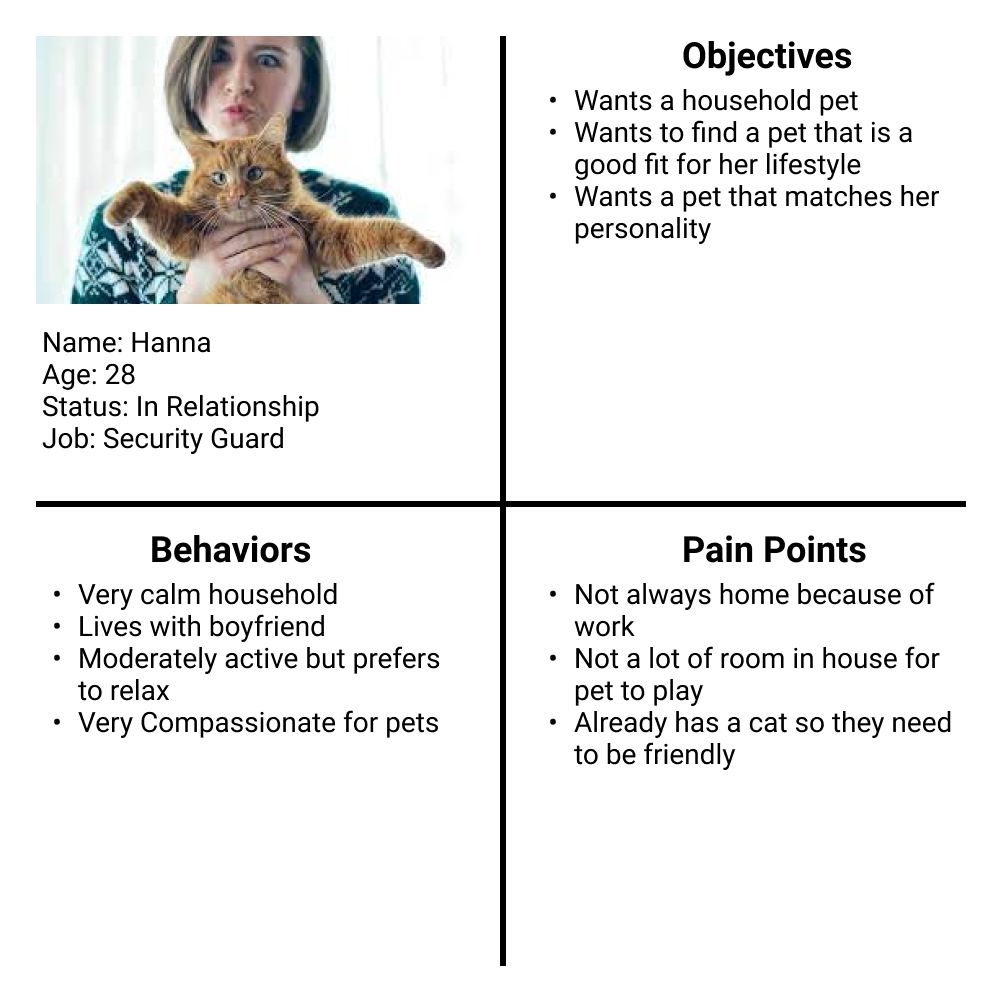 Name: Hanna
Age: 28
Status: In Relationship
Job: Security Guard
Objectives
• Wants a household pet
• Wants to find a pet that is a
good fit for her lifestyle
• Wants a pet that matches her
personality
Behaviors
• Very calm household
• Lives with boyfriend
• Moderately active but prefers
to relax
• Very Compassionate for pets
Pain Points
• Not always home because of
work
• Not a lot of room in house for
pet to play
• Already has a cat so they need
to be friendly